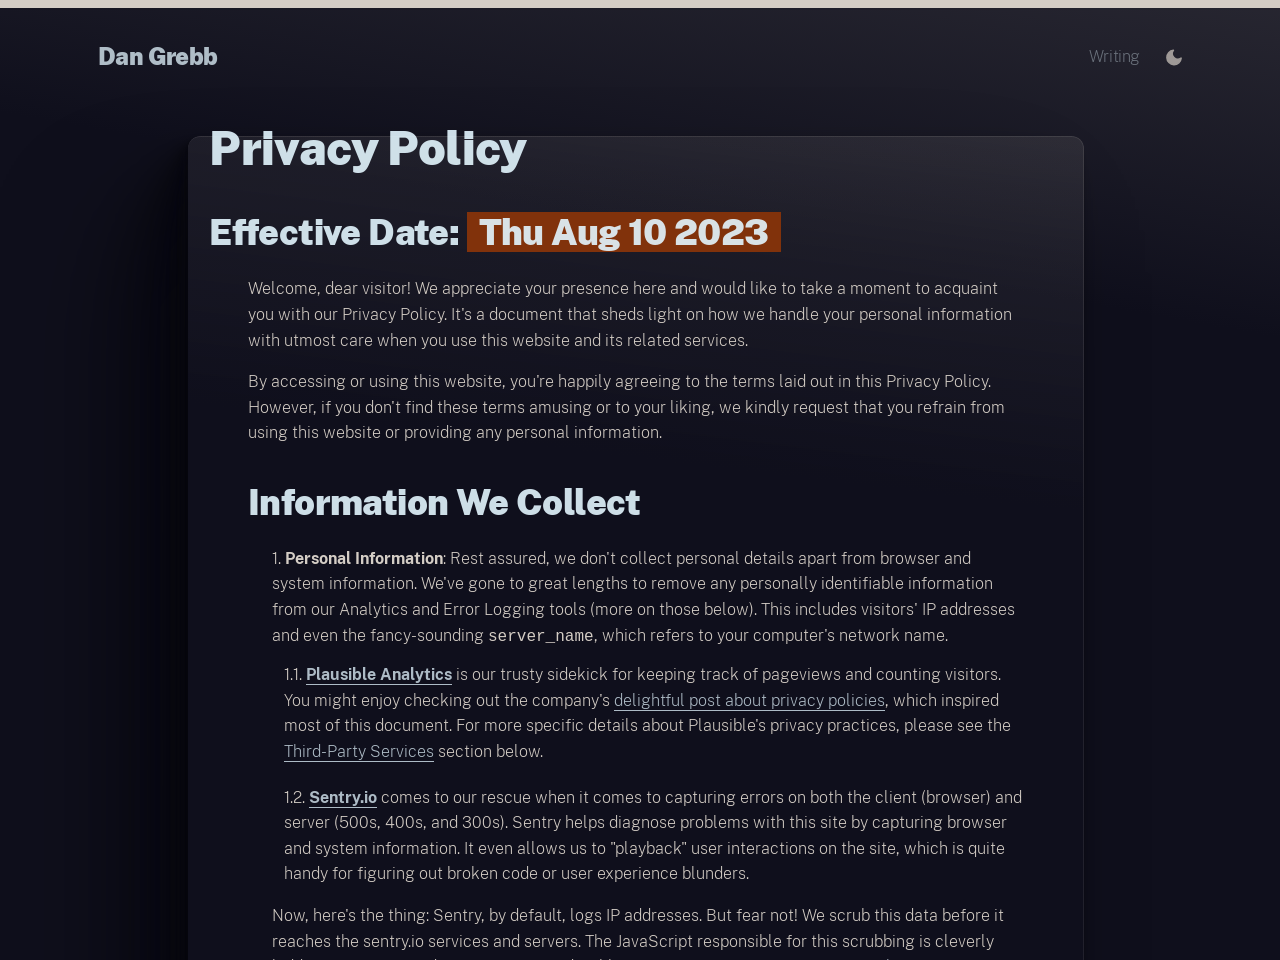 Dan Grebb
Writing
Privacy Policy
Effective Date: Thu Aug 10 2023
Welcome, dear visitor! We appreciate your presence here and would like to take a moment to acquaint
you with our Privacy Policy. It's a document that sheds light on how we handle your personal information
with utmost care when you use this website and its related services.
By accessing or using this website, you're happily agreeing to the terms laid out in this Privacy Policy.
However, if you don't find these terms amusing or to your liking, we kindly request that you refrain from
using this website or providing any personal information.
Information We Collect
1. Personal Information: Rest assured, we don't collect personal details apart from browser and
system information. We've gone to great lengths to remove any personally identifiable information
from our Analytics and Error Logging tools (more on those below). This includes visitors' IP addresses
and even the fancy-sounding server_name, which refers to your computer's network name.
1.1. Plausible Analytics is our trusty sidekick for keeping track of pageviews and counting visitors.
You might enjoy checking out the company's delightful post about privacy policies, which inspired
most of this document. For more specific details about Plausible's privacy practices, please see the
Third-Party Services section below.
1.2. Sentry.io comes to our rescue when it comes to capturing errors on both the client (browser) and
server (500s, 400s, and 300s). Sentry helps diagnose problems with this site by capturing browser
and system information. It even allows us to "playback" user interactions on the site, which is quite
handy for figuring out broken code or user experience blunders.
Now, here's the thing: Sentry, by default, logs IP addresses. But fear not! We scrub this data before it
reaches the sentry.io services and servers. The JavaScript responsible for this scrubbing is cleverly